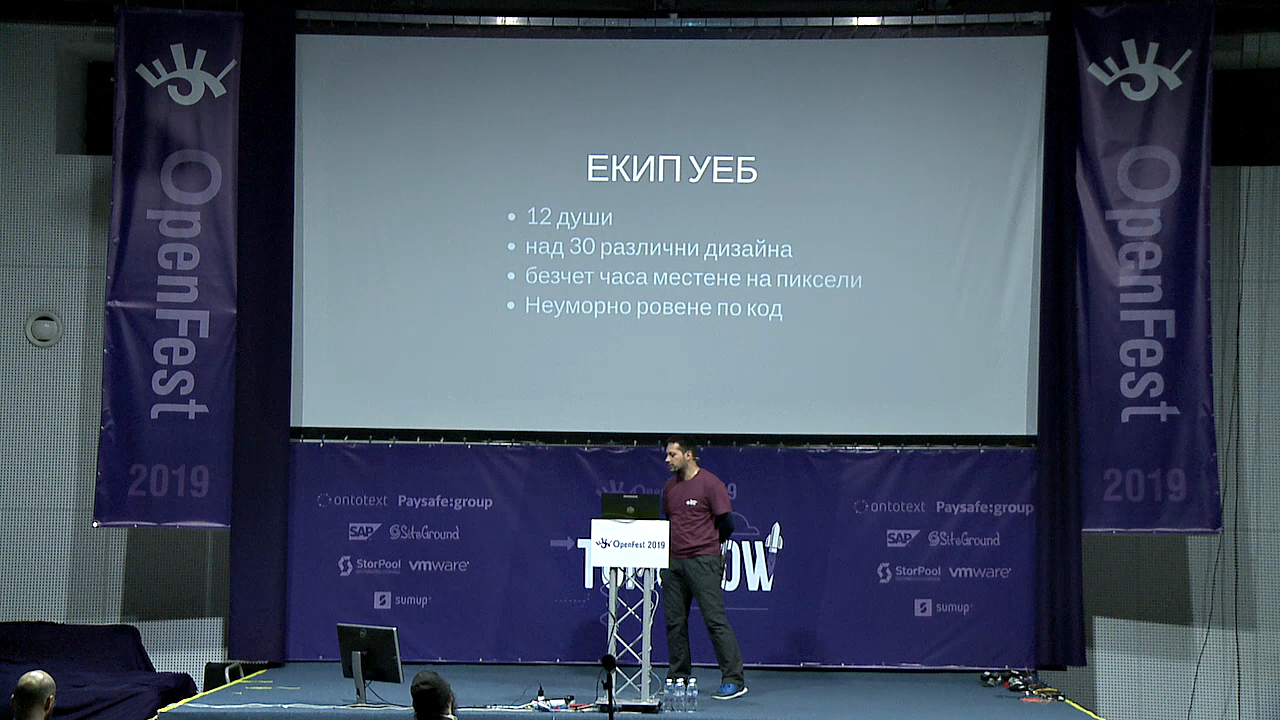 ЕКИП УЕБ
12 души
над 30 различни дизайна
безчет часа местене на пиксели
Неуморно ровене по код
OpenFest
2019
OpenFest
2019
ontotext Paysafe:group
SAP SiteGround
StorPool vmware
sumup
OpenFest 2019
ontotext Paysafe:group
SAP SiteGround
StorPool vmware
sumup